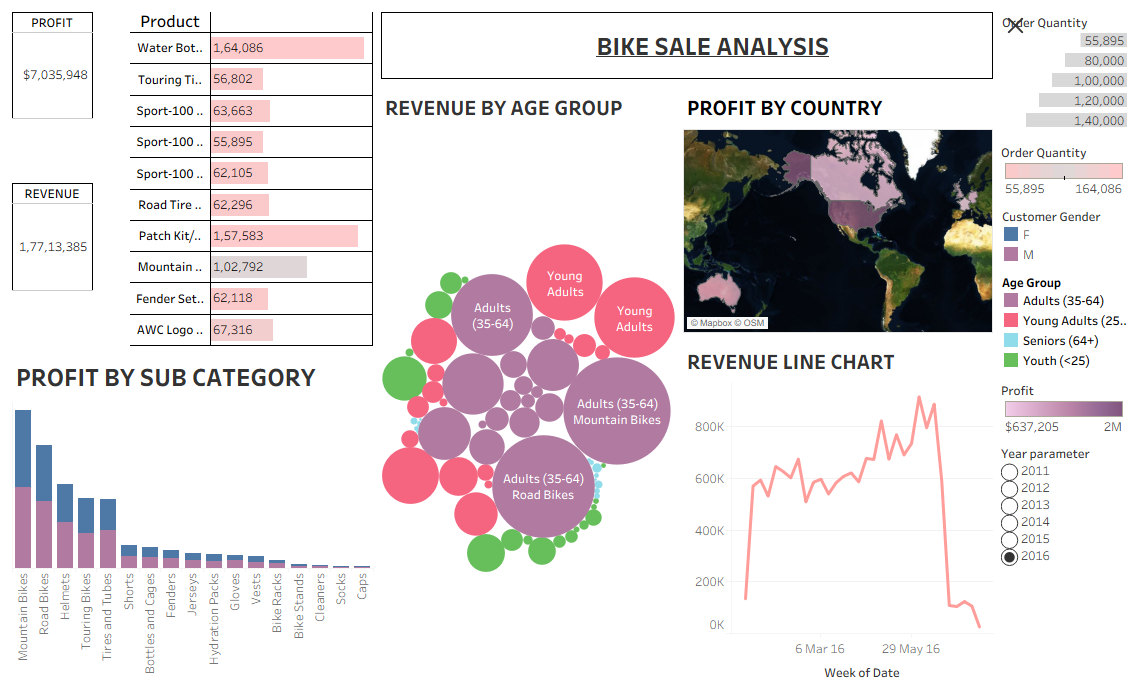 PROFIT
$7,035,948
REVENUE
1,77,13,385
Product
Water Bot.. 1,64,086
Touring Ti.. 56,802
Sport-100 .. 63,663
Sport-100 .. 55,895
Sport-100 .. 62,105
Road Tire .. 62,296
Patch Kit/.. 1,57,583
Mountain .. 1,02,792
Fender Set.. 62,118
AWC Logo .. 67,316
BIKE SALE ANALYSIS
PROFIT BY SUB CATEGORY
Mountain Bikes
Road Bikes
Helmets
Touring Bikes
Tires and Tubes
Shorts
Bottles and Cages
Fenders
Jerseys
Hydration Packs
Gloves
Vests
Bike Racks
Bike Stands
Cleaners
Socks
Caps
REVENUE BY AGE GROUP
Young
Adults
Adults
(35-64)
Young
Adults
Adults (35-64)
Mountain Bikes
Adults (35-64)
Road Bikes
PROFIT BY COUNTRY
© Mapbox © OSM
REVENUE LINE CHART
800K
600K
400K
200K
0K
6 Mar 16
29 May 16
Week of Date
Order Quantity
55,895
80,000
1,00,000
1,20,000
1,40,000
Order Quantity
55,895 164,086
Customer Gender
F
M
Age Group
Adults (35-64)
Young Adults (25..
Seniors (64+)
Youth (<25)
Profit
$637,205 2M
Year parameter
2011
2012
2013
2014
2015
2016